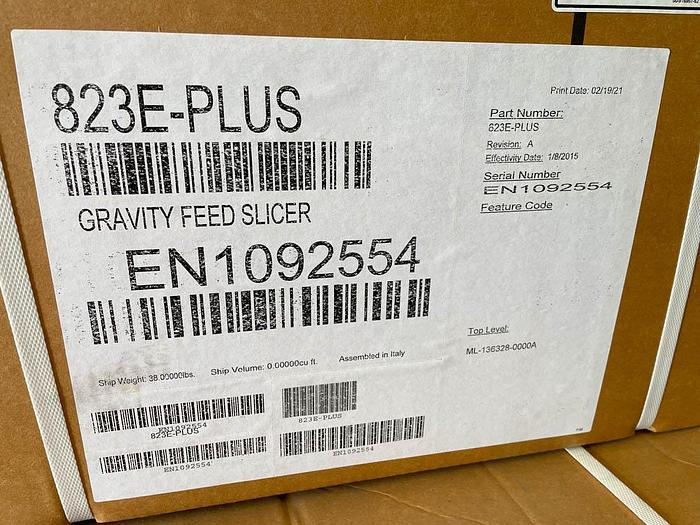 823E-PLUS
GRAVITY FEED SLICER
EN1092554
Ship Weight: 38.00000lbs. Ship Volume: 0.00000cu ft. Assembled in Italy
EN1092554
823E-PLUS
EN1092554
823E-PLUS
EN1092554
Print Date: 02/19/21
Part Number:
823E-PLUS
Revision: A
Effectivity Date: 1/8/2015
Serial Number
EN1092554
Feature Code
Top Level:
ML-136328-0000A